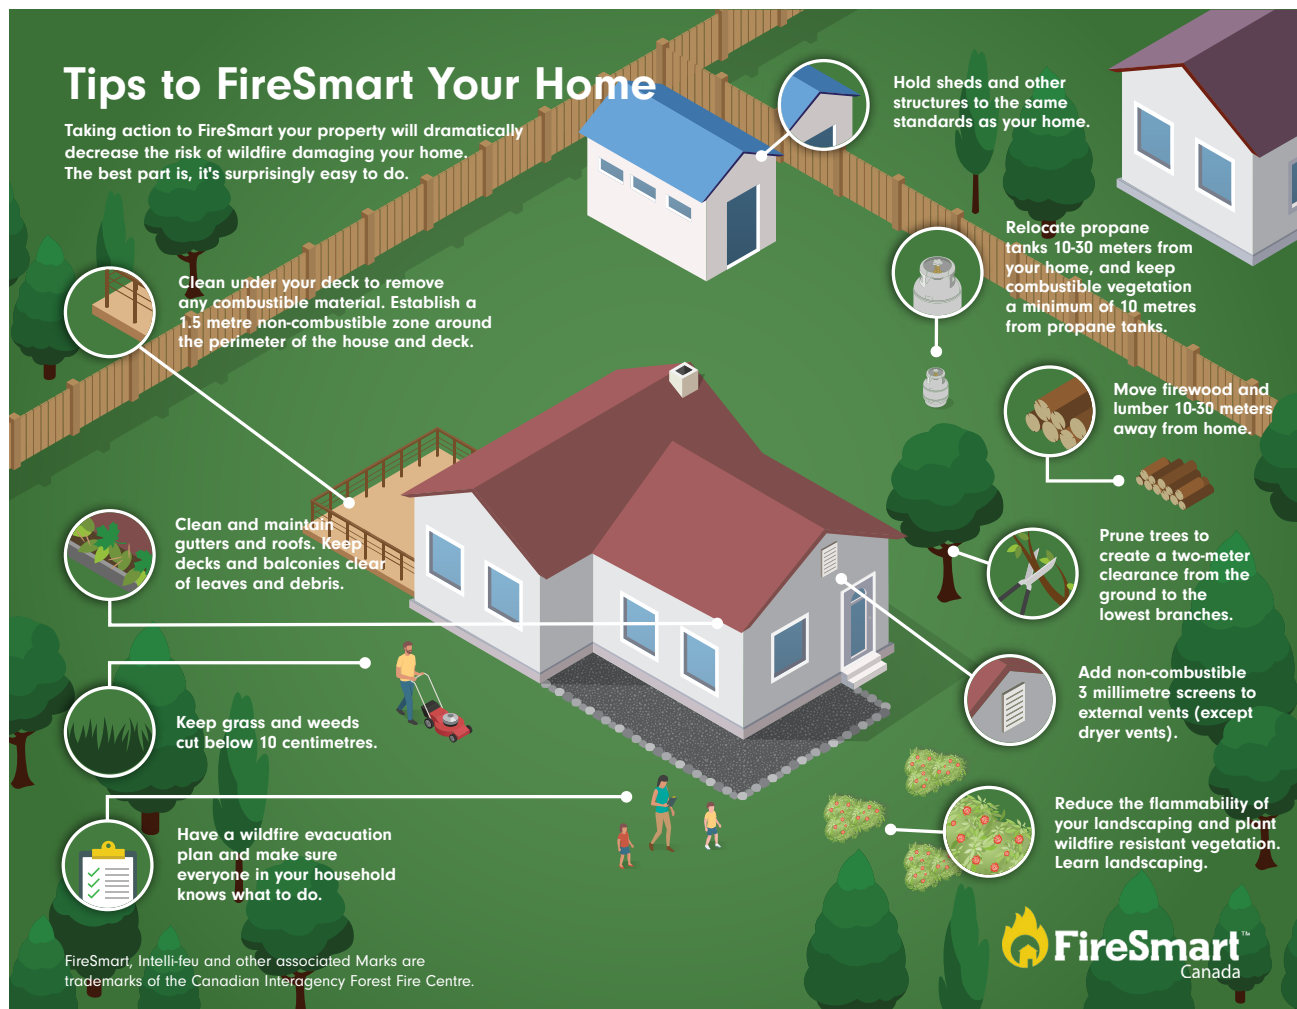 Tips to FireSmart Your Home
Taking action to FireSmart your property will dramatically
decrease the risk of wildfire damaging your home.
The best part is, it's surprisingly easy to do.
Hold sheds and other
structures to the same
standards as your home.
Relocate propane
tanks 10-30 meters from
your home, and keep
combustible vegetation
a minimum of 10 metres
from propane tanks.
Clean under your deck to remove
any combustible material. Establish a
1.5 metre non-combustible zone around
the perimeter of the house and deck.
Move firewood and
lumber 10-30 meters
away from home.
Clean and maintain
gutters and roofs. Keep
decks and balconies clear
of leaves and debris.
Prune trees to
create a two-meter
clearance from the
ground to the
lowest branches.
Add non-combustible
3 millimetre screens to
external vents (except
dryer vents).
Keep grass and weeds
cut below 10 centimetres.
Reduce the flammability of
your landscaping and plant
wildfire resistant vegetation.
Learn landscaping.
Have a wildfire evacuation
plan and make sure
everyone in your household
knows what to do.
FireSmart, Intelli-feu and other associated Marks are
trademarks of the Canadian Interagency Forest Fire Centre.
FireSmart™
Canada